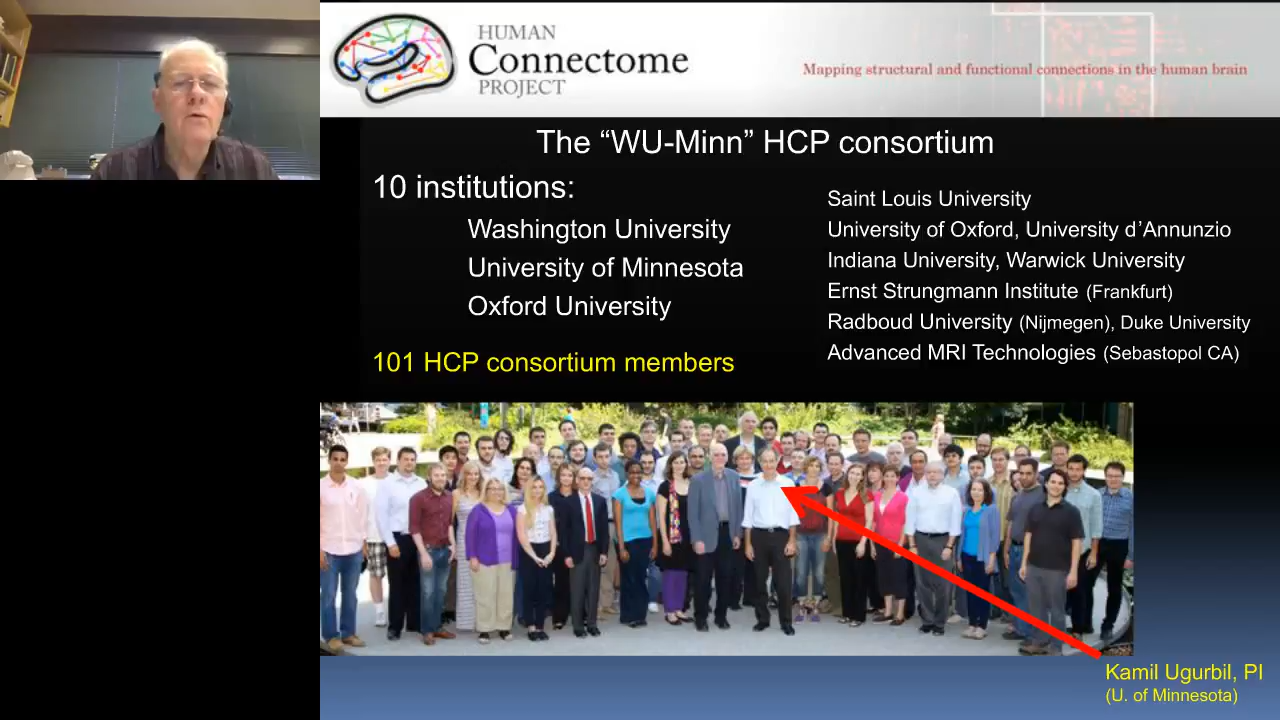 HUMAN
Connectome
PROJECT
Mapping structural and functional connections in the human brain
The “WU-Minn” HCP consortium
10 institutions:
Washington University
University of Minnesota
Oxford University
101 HCP consortium members
Saint Louis University
University of Oxford, University d’Annunzio
Indiana University, Warwick University
Ernst Strungmann Institute (Frankfurt)
Radboud University (Nijmegen), Duke University
Advanced MRI Technologies (Sebastopol CA)
Kamil Ugurbil, PI
(U. of Minnesota)